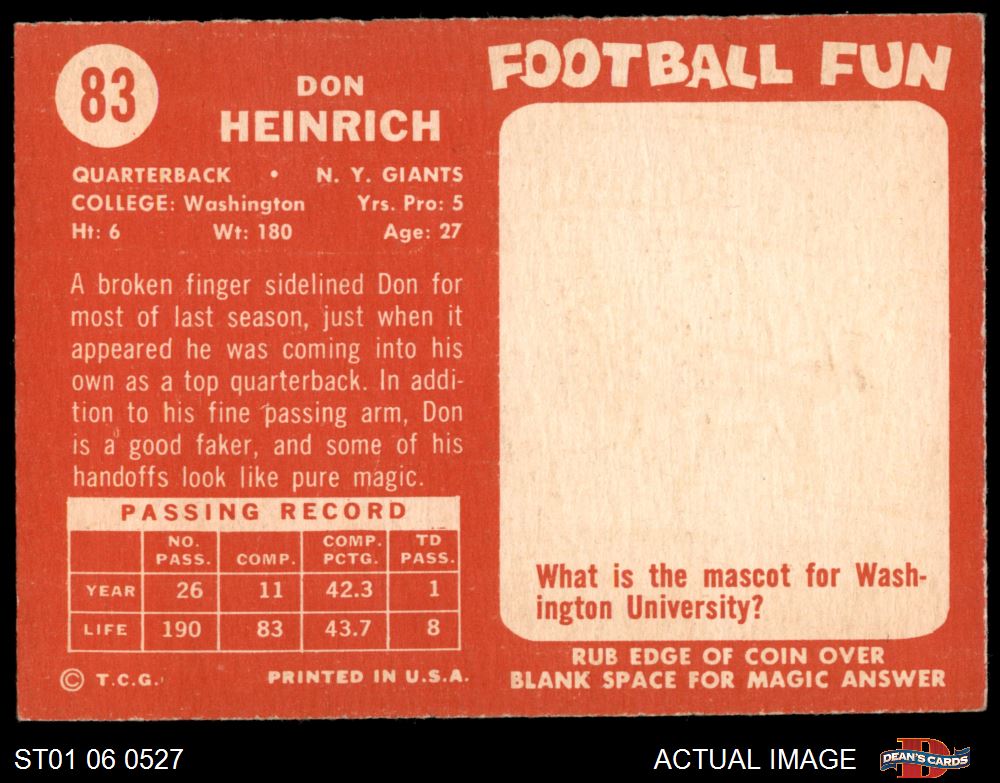 83
DON
HEINRICH
QUARTERBACK • N. Y. GIANTS
COLLEGE: Washington Yrs. Pro: 5
Ht: 6 Wt: 180 Age: 27
A broken finger sidelined Don for
most of last season, just when it
appeared he was coming into his
own as a top quarterback. In addi-
tion to his fine passing arm, Don
is a good faker, and some of his
handoffs look like pure magic.
PASSING RECORD
NO. PASS. COMP. COMP. PCTG. TD PASS.
YEAR 26 11 42.3 1
LIFE 190 83 43.7 8
© T.C.G. PRINTED IN U.S.A.
FOOTBALL FUN
What is the mascot for Wash-
ington University?
RUB EDGE OF COIN OVER
BLANK SPACE FOR MAGIC ANSWER
ST01 06 0527
ACTUAL IMAGE
DEAN'S CARDS